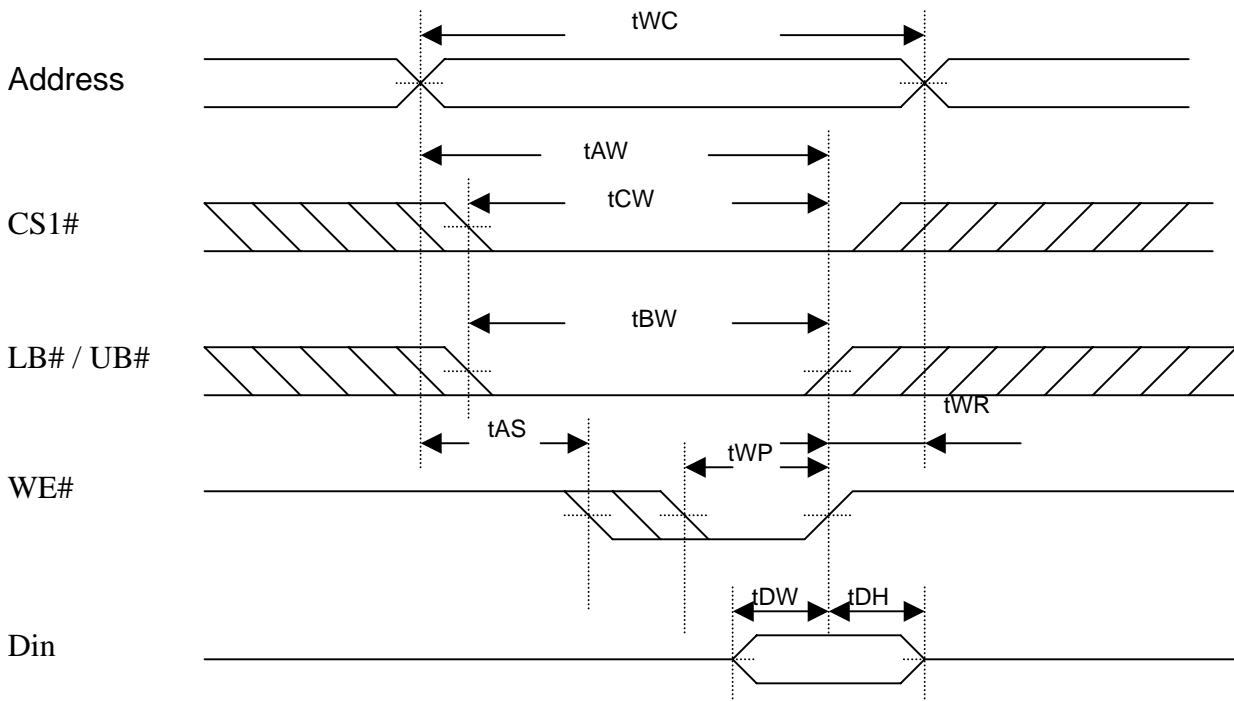 tWC
Address
tAW
tCW
CS1#
tBW
LB# / UB#
tWR
tAS
tWP
WE#
tDW
tDH
Din